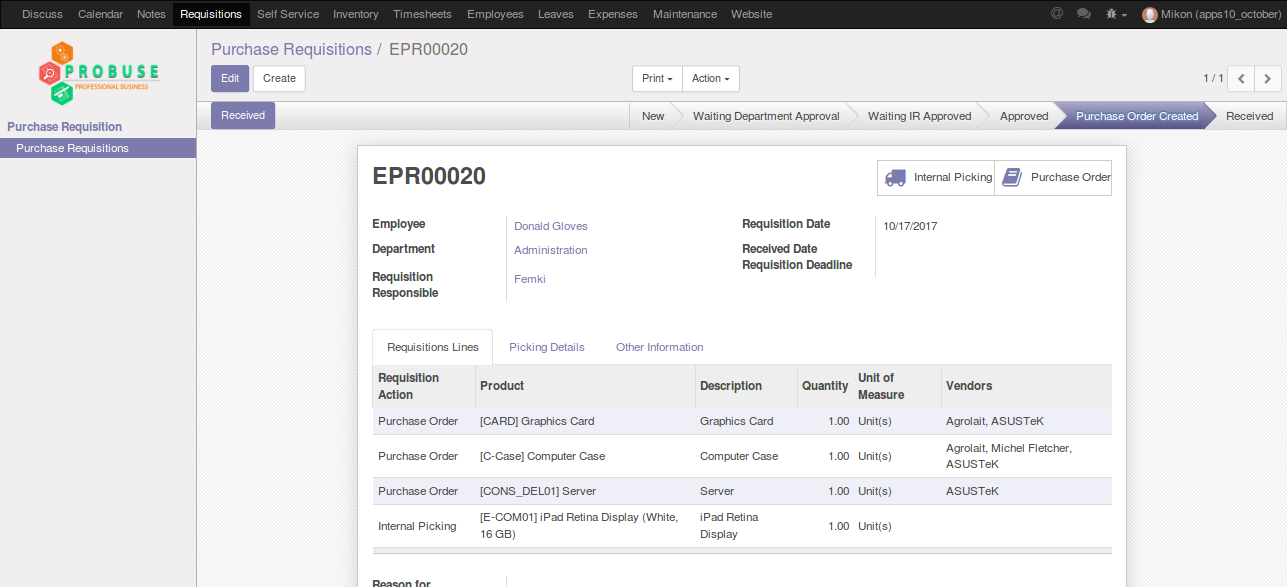 Discuss Calendar Notes Requisitions Self Service Inventory Timesheets Employees Leaves Expenses Maintenance Website @ Mikon (apps10_october)
PROBUSE
PROFESSIONAL BUSINESS
Purchase Requisition
Purchase Requisitions
Purchase Requisitions / EPR00020
Edit Create Print Action 1 / 1
Received New Waiting Department Approval Waiting IR Approved Approved Purchase Order Created Received
EPR00020 Internal Picking Purchase Order
Employee Donald Gloves Requisition Date 10/17/2017
Department Administration Received Date
Requisition Deadline
Requisition
Responsible Femki
Requisitions Lines Picking Details Other Information
Requisition
Action Product Description Quantity Unit of
Measure Vendors
Purchase Order [CARD] Graphics Card Graphics Card 1.00 Unit(s) Agrolait, ASUSTeK
Purchase Order [C-Case] Computer Case Computer Case 1.00 Unit(s) Agrolait, Michel Fletcher,
ASUSTeK
Purchase Order [CONS_DEL01] Server Server 1.00 Unit(s) ASUSTeK
Internal Picking [E-COM01] iPad Retina Display (White,
16 GB) iPad Retina
Display 1.00 Unit(s)
Reason for